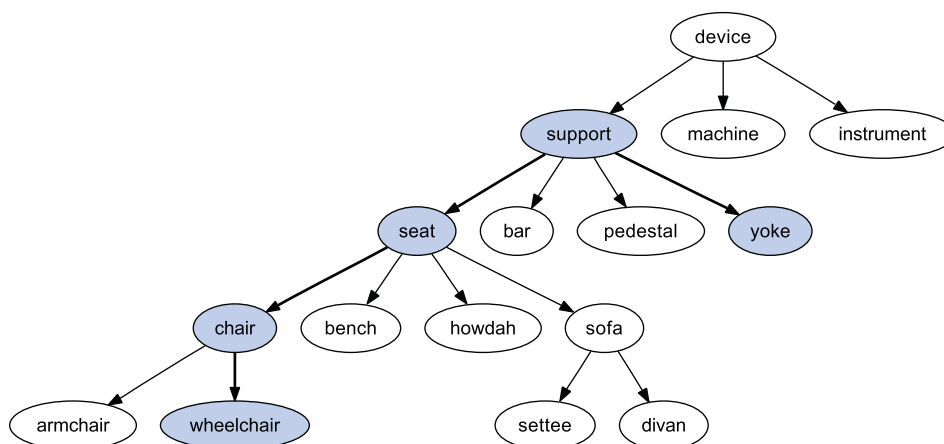 device
support machine instrument
seat bar pedestal yoke
chair bench howdah sofa
armchair wheelchair settee divan